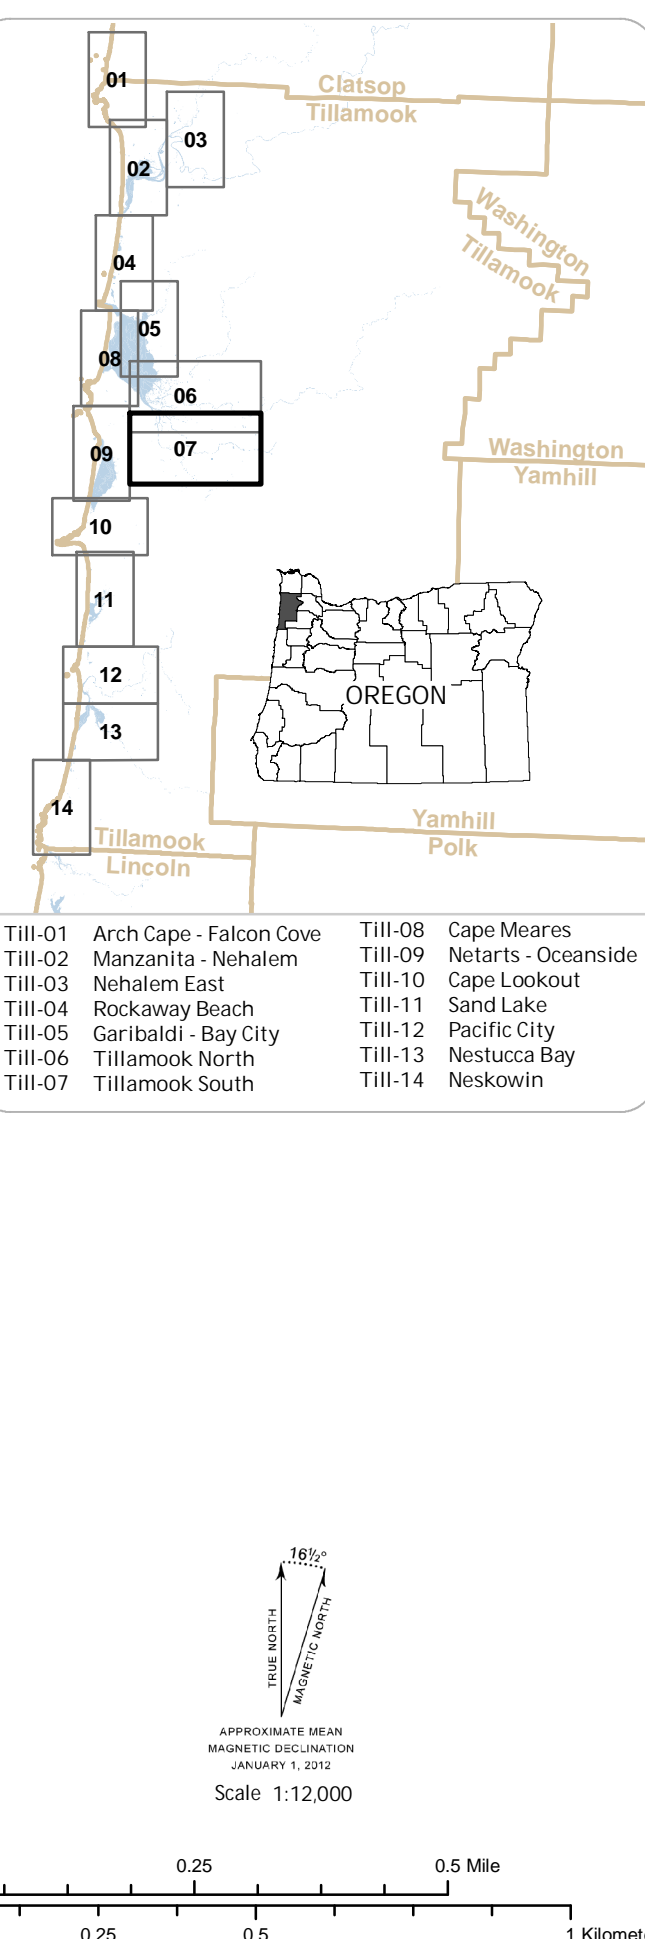 01
Clatsop
Tillamook
03
02
Washington
Tillamook
04
05
08
06
07
09
Washington
Yamhill
10
11
12
OREGON
13
14
Yamhill
Polk
Tillamook
Lincoln
Till-01 Arch Cape - Falcon Cove
Till-02 Manzanita - Nehalem
Till-03 Nehalem East
Till-04 Rockaway Beach
Till-05 Garibaldi - Bay City
Till-06 Tillamook North
Till-07 Tillamook South
Till-08 Cape Meares
Till-09 Netarts - Oceanside
Till-10 Cape Lookout
Till-11 Sand Lake
Till-12 Pacific City
Till-13 Nestucca Bay
Till-14 Neskowin
16½°
TRUE NORTH
MAGNETIC NORTH
APPROXIMATE MEAN
MAGNETIC DECLINATION
JANUARY 1, 2012
Scale 1:12,000
0.25 0.5 Mile
0.25 0.5 1 Kilomete